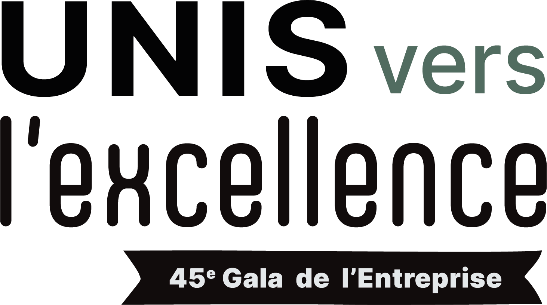 UNIS vers
l'excellence
45e Gala de l'Entreprise